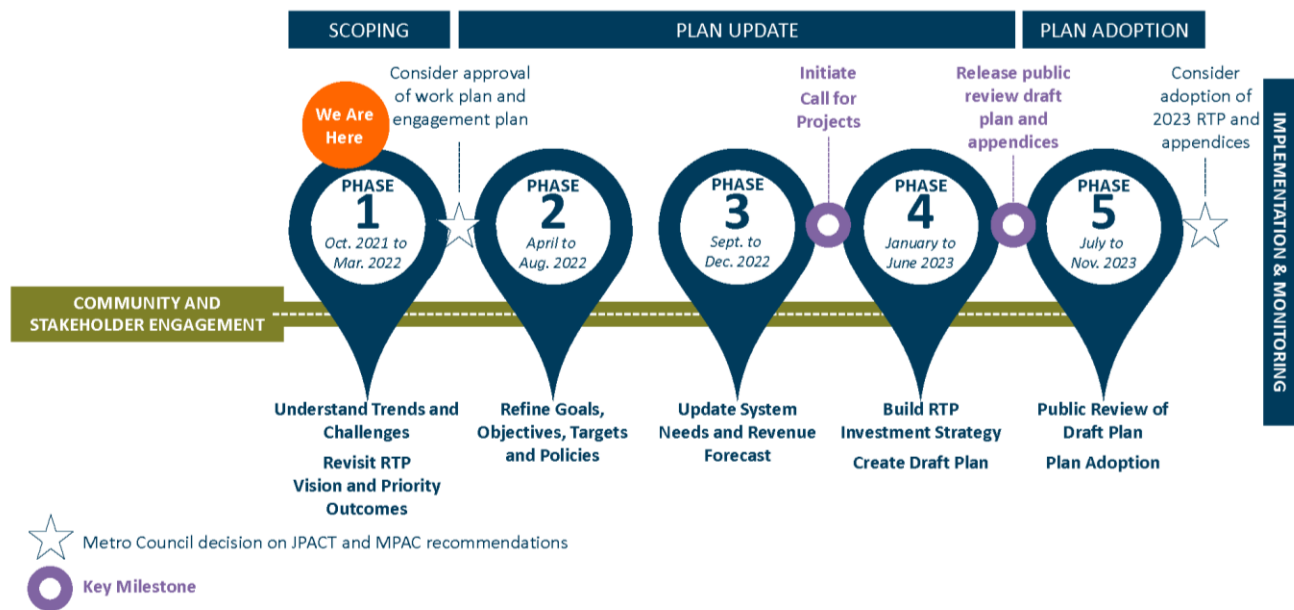 SCOPING
PLAN UPDATE
PLAN ADOPTION
We Are
Here
Consider approval
of work plan and
engagement plan
Initiate
Call for
Projects
Release public
review draft
plan and
appendices
Consider
adoption of
2023 RTP and
appendices
PHASE
1
Oct. 2021 to
Mar. 2022
PHASE
2
April to
Aug. 2022
PHASE
3
Sept. to
Dec. 2022
PHASE
4
January to
June 2023
PHASE
5
July to
Nov. 2023
IMPLEMENTATION & MONITORING
COMMUNITY AND
STAKEHOLDER ENGAGEMENT
Understand Trends and
Challenges
Revisit RTP
Vision and Priority
Outcomes
Refine Goals,
Objectives, Targets
and Policies
Update System
Needs and Revenue
Forecast
Build RTP
Investment Strategy
Create Draft Plan
Public Review of
Draft Plan
Plan Adoption
Metro Council decision on JPACT and MPAC recommendations
Key Milestone